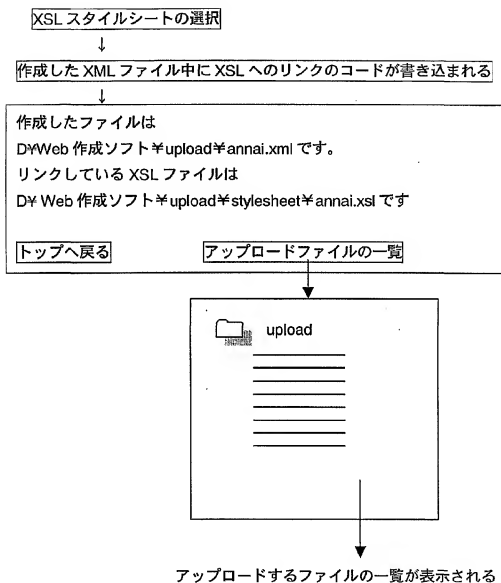 XSL スタイルシートの選択
↓
作成した XML ファイル中に XSL へのリンクのコードが書き込まれる
↓
作成したファイルは
D¥Web 作成ソフト¥upload¥annai.xml です。
リンクしている XSL ファイルは
D¥ Web 作成ソフト¥upload¥stylesheet¥annai.xsl です
トップへ戻る アップロードファイルの一覧
upload
アップロードするファイルの一覧が表示される